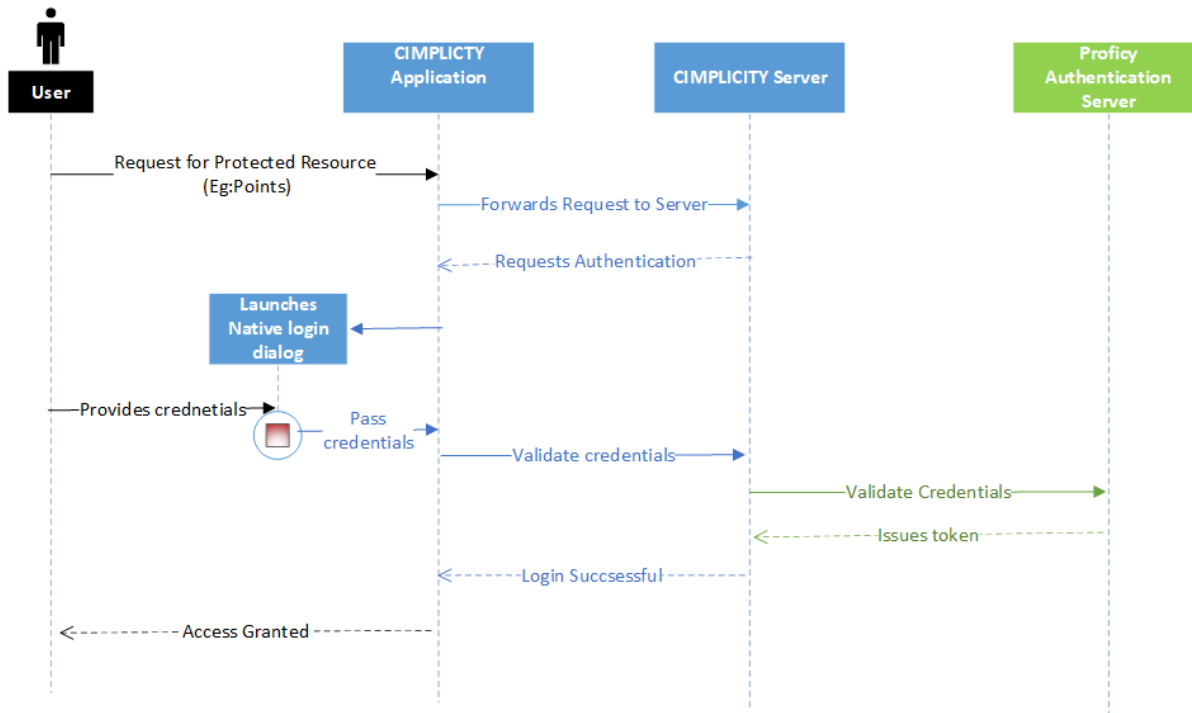 User
CIMPLICTY
Application
CIMPLICITY Server
Proficy
Authentication
Server
Request for Protected Resource
(Eg:Points)
Forwards Request to Server
Requests Authentication
Launches
Native login
dialog
Provides crednetials
Pass
credentials
Validate credentials
Validate Credentials
Issues token
Login Succsessful
Access Granted